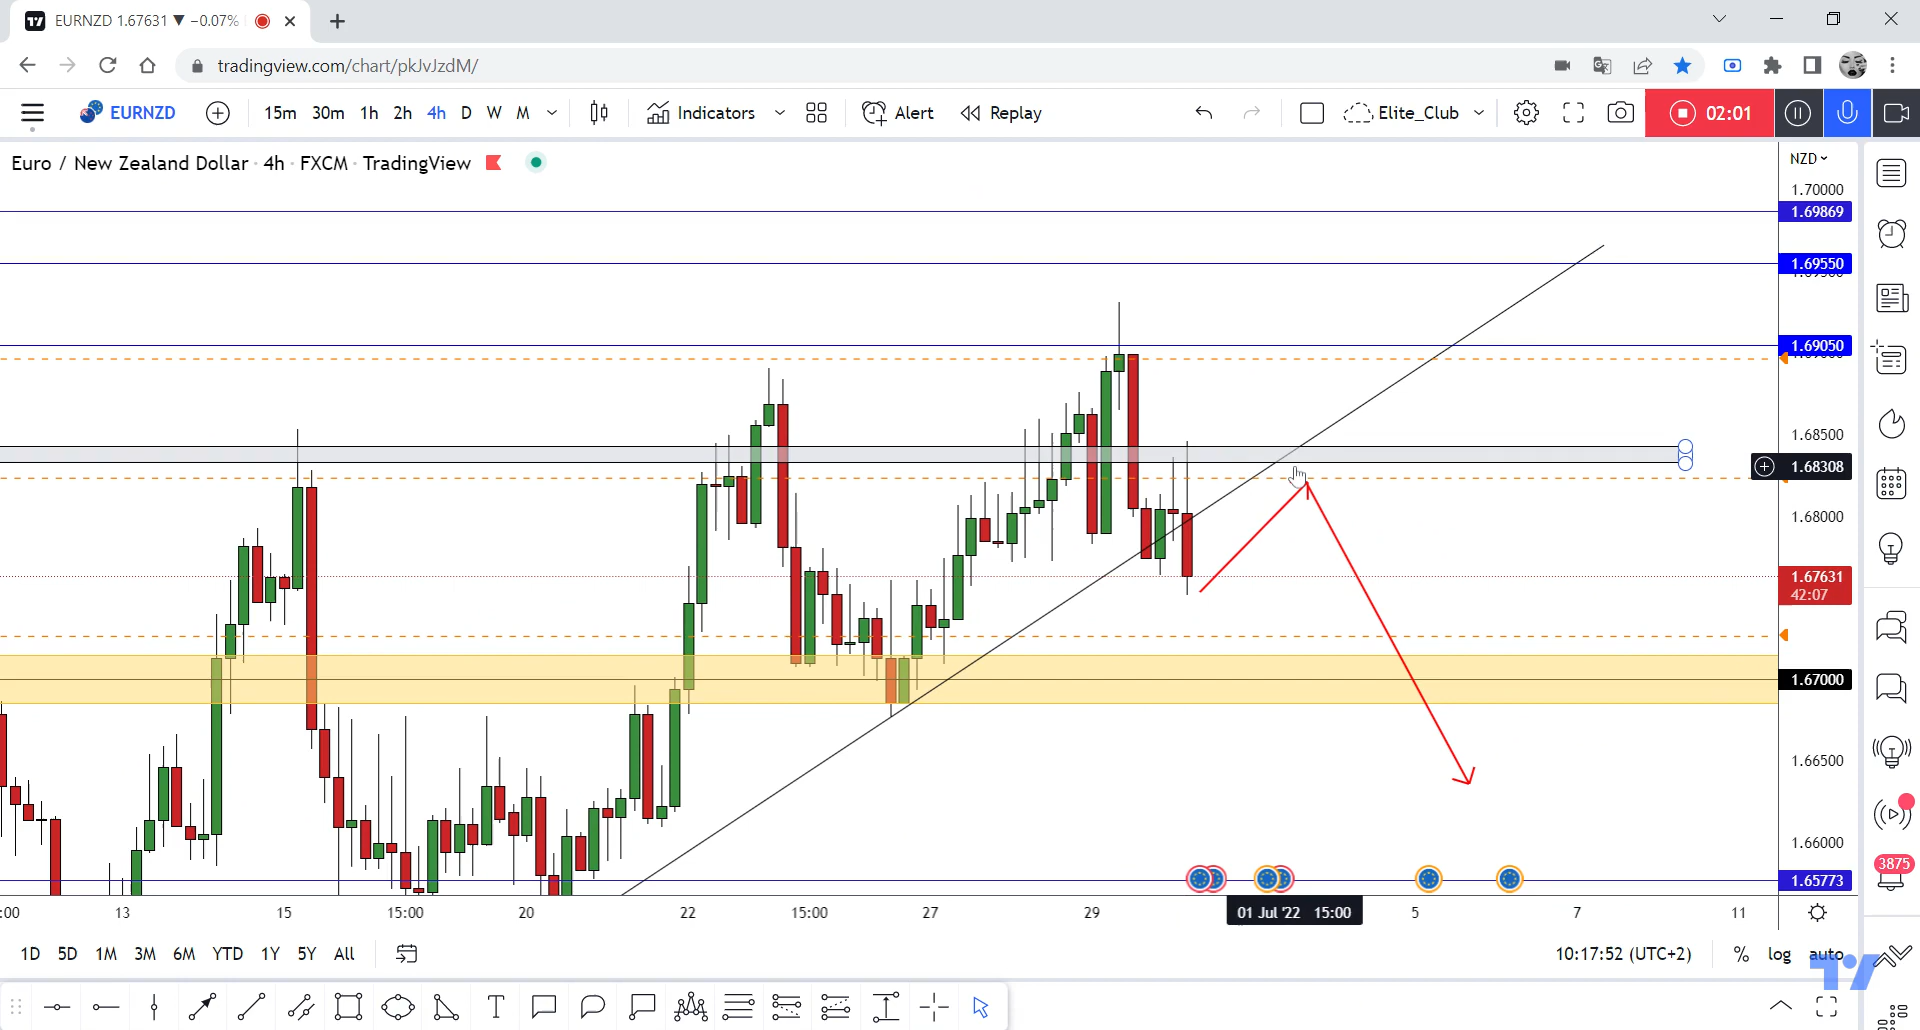 EURNZD 1.67631 ▼ −0.07%
tradingview.com/chart/pkJvJzdM/
EURNZD 15m 30m 1h 2h 4h D W M Indicators Alert Replay Elite_Club 02:01
Euro / New Zealand Dollar · 4h · FXCM · TradingView
NZD
1.70000
1.69869
1.69550
1.69050
1.68500
1.68308
1.68000
1.67631
42:07
1.67000
1.66500
1.66000
3875
1.65773
:00 13 15 15:00 20 22 15:00 27 29 01 Jul '22 15:00 5 7 11
1D 5D 1M 3M 6M YTD 1Y 5Y All 10:17:52 (UTC+2) % log auto